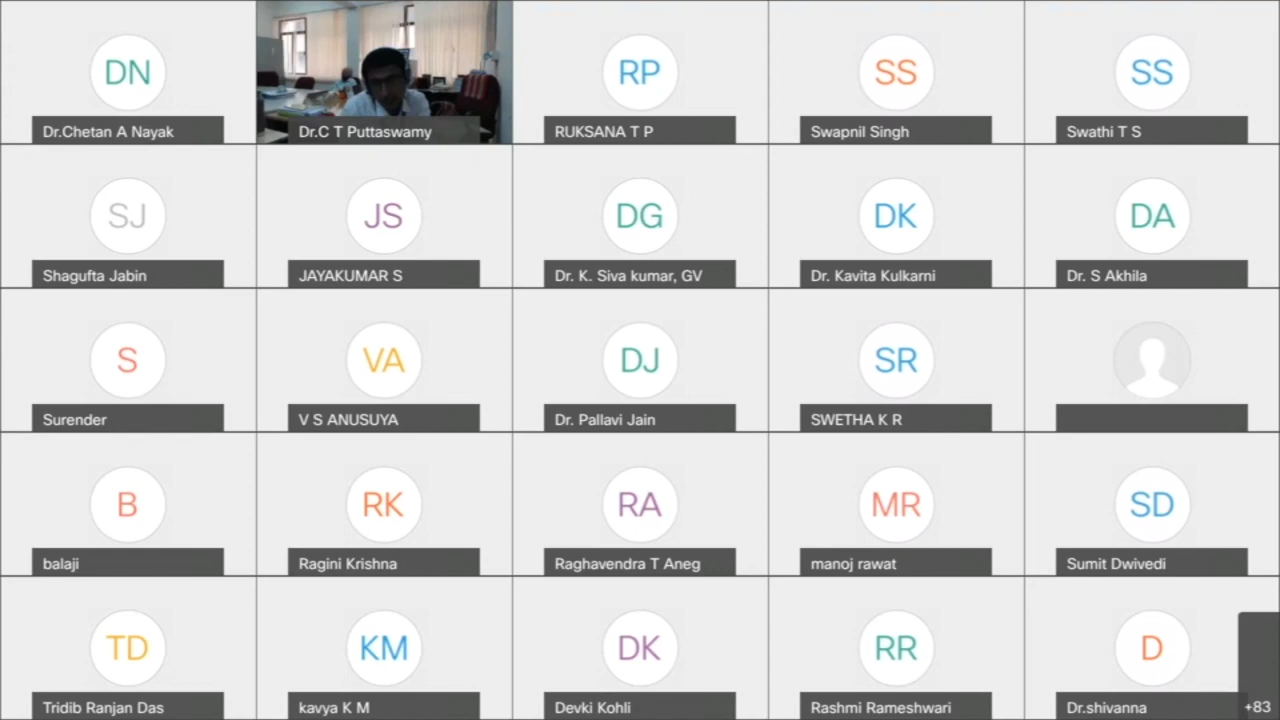 DN
Dr.Chetan A Nayak
Dr.C T Puttaswamy
RP
RUKSANA T P
SS
Swapnil Singh
SS
Swathi T S
SJ
Shagufta Jabin
JS
JAYAKUMAR S
DG
Dr. K. Siva kumar, GV
DK
Dr. Kavita Kulkarni
DA
Dr. S Akhila
S
Surender
VA
V S ANUSUYA
DJ
Dr. Pallavi Jain
SR
SWETHA K R
B
balaji
RK
Ragini Krishna
RA
Raghavendra T Aneg
MR
manoj rawat
SD
Sumit Dwivedi
TD
Tridib Ranjan Das
KM
kavya K M
DK
Devki Kohli
RR
Rashmi Rameshwari
D
Dr.shivanna
+83